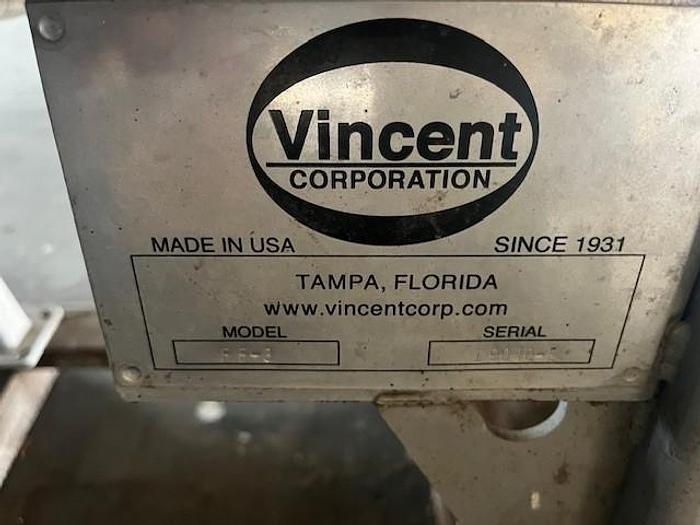 Vincent
CORPORATION
MADE IN USA SINCE 1931
TAMPA, FLORIDA
www.vincentcorp.com
MODEL SERIAL